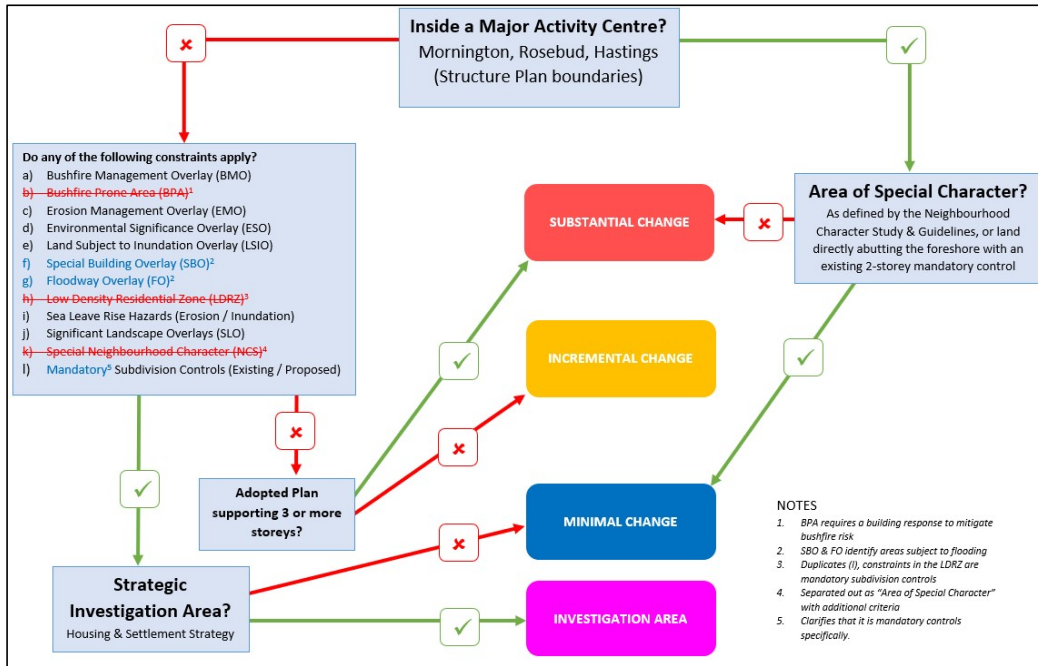 Inside a Major Activity Centre?
Mornington, Rosebud, Hastings
(Structure Plan boundaries)
Do any of the following constraints apply?
a) Bushfire Management Overlay (BMO)
b) Bushfire Prone Area (BPA)¹
c) Erosion Management Overlay (EMO)
d) Environmental Significance Overlay (ESO)
e) Land Subject to Inundation Overlay (LSIO)
f) Special Building Overlay (SBO)²
g) Floodway Overlay (FO)²
h) Low Density Residential Zone (LDRZ)³
i) Sea Leave Rise Hazards (Erosion / Inundation)
j) Significant Landscape Overlays (SLO)
k) Special Neighbourhood Character (NCS)⁴
l) Mandatory⁵ Subdivision Controls (Existing / Proposed)
Area of Special Character?
As defined by the Neighbourhood
Character Study & Guidelines, or land
directly abutting the foreshore with an
existing 2-storey mandatory control
SUBSTANTIAL CHANGE
INCREMENTAL CHANGE
Adopted Plan
supporting 3 or more
storeys?
MINIMAL CHANGE
Strategic
Investigation Area?
Housing & Settlement Strategy
INVESTIGATION AREA
NOTES
1. BPA requires a building response to mitigate
bushfire risk
2. SBO & FO identify areas subject to flooding
3. Duplicates (l), constraints in the LDRZ are
mandatory subdivision controls
4. Separated out as "Area of Special Character"
with additional criteria
5. Clarifies that it is mandatory controls
specifically.